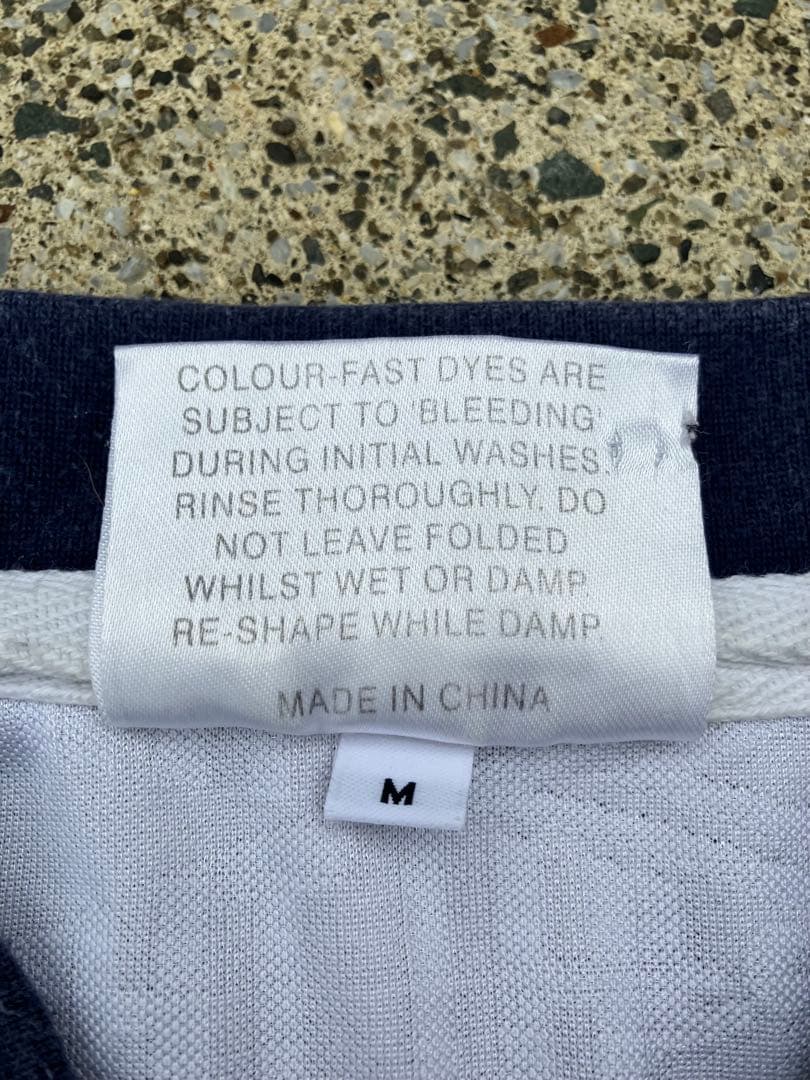 COLOUR-FAST DYES ARE
SUBJECT TO 'BLEEDING'
DURING INITIAL WASHES.
RINSE THOROUGHLY. DO
NOT LEAVE FOLDED
WHILST WET OR DAMP.
RE-SHAPE WHILE DAMP.
MADE IN CHINA
M